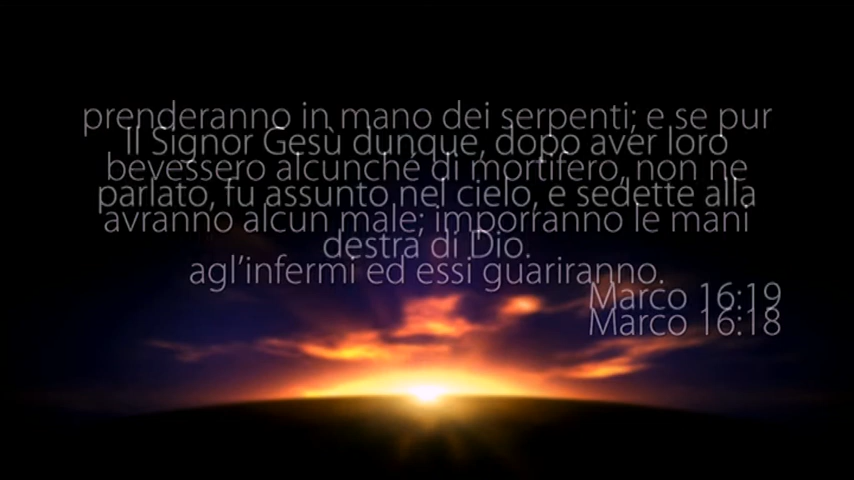 prenderanno in mano dei serpenti; e se pur
Il Signor Gesù dunque, dopo aver loro
bevessero alcunché di mortifero, non ne
parlato, fu assunto nel cielo, e sedette alla
avranno alcun male; imporranno le mani
destra di Dio.
agl’infermi ed essi guariranno.
Marco 16:19
Marco 16:18